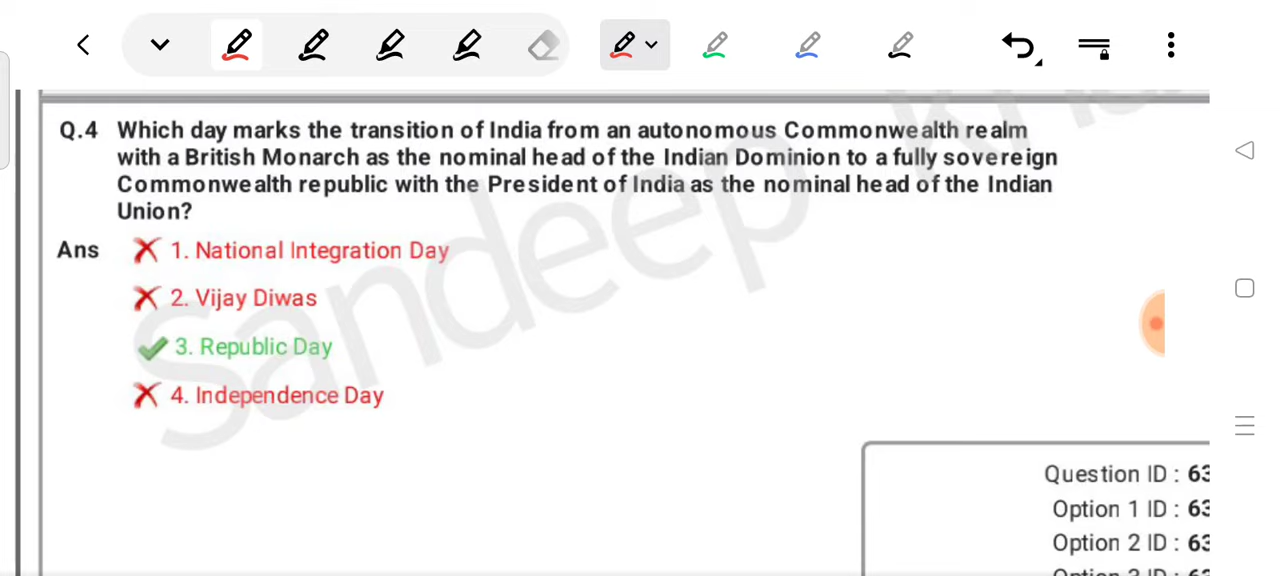 Q.4 Which day marks the transition of India from an autonomous Commonwealth realm
with a British Monarch as the nominal head of the Indian Dominion to a fully sovereign
Commonwealth republic with the President of India as the nominal head of the Indian
Union?
Ans 1. National Integration Day
2. Vijay Diwas
3. Republic Day
4. Independence Day
Sandeep
Question ID : 63
Option 1 ID : 63
Option 2 ID : 63